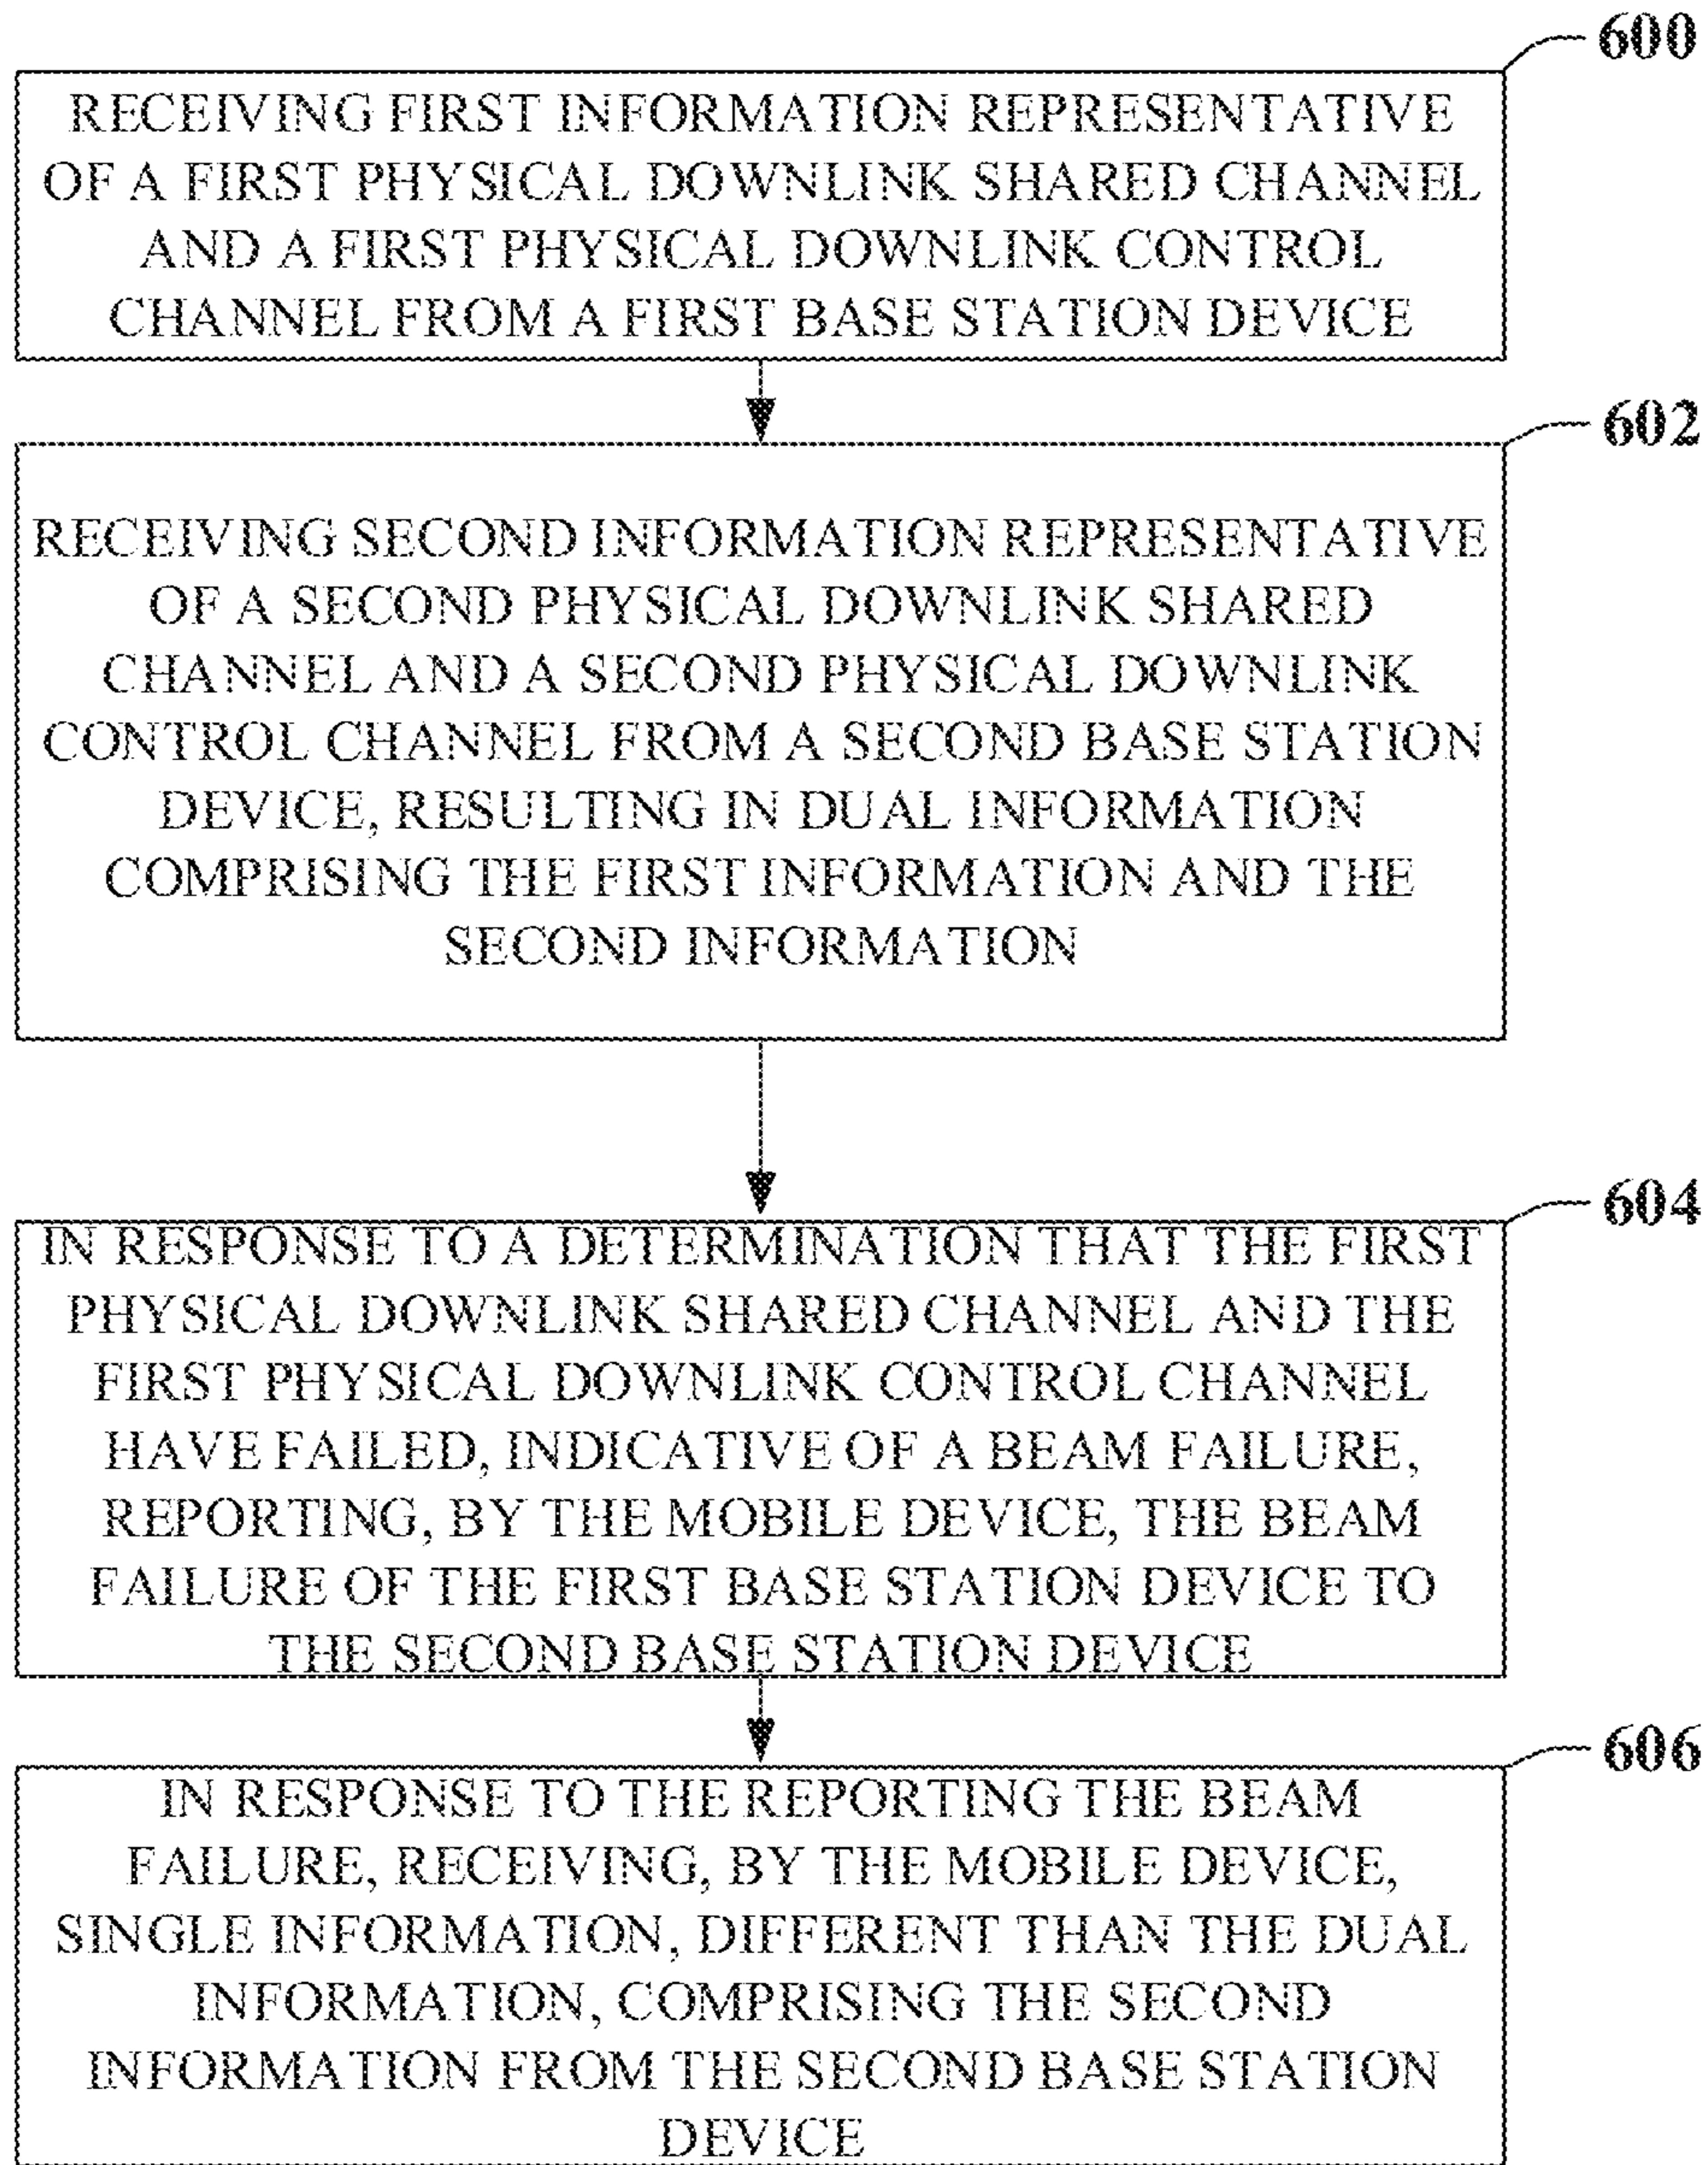 600
RECEIVING FIRST INFORMATION REPRESENTATIVE
OF A FIRST PHYSICAL DOWNLINK SHARED CHANNEL
AND A FIRST PHYSICAL DOWNLINK CONTROL
CHANNEL FROM A FIRST BASE STATION DEVICE
602
RECEIVING SECOND INFORMATION REPRESENTATIVE
OF A SECOND PHYSICAL DOWNLINK SHARED
CHANNEL AND A SECOND PHYSICAL DOWNLINK
CONTROL CHANNEL FROM A SECOND BASE STATION
DEVICE, RESULTING IN DUAL INFORMATION
COMPRISING THE FIRST INFORMATION AND THE
SECOND INFORMATION
604
IN RESPONSE TO A DETERMINATION THAT THE FIRST
PHYSICAL DOWNLINK SHARED CHANNEL AND THE
FIRST PHYSICAL DOWNLINK CONTROL CHANNEL
HAVE FAILED, INDICATIVE OF A BEAM FAILURE,
REPORTING, BY THE MOBILE DEVICE, THE BEAM
FAILURE OF THE FIRST BASE STATION DEVICE TO
THE SECOND BASE STATION DEVICE
606
IN RESPONSE TO THE REPORTING THE BEAM
FAILURE, RECEIVING, BY THE MOBILE DEVICE,
SINGLE INFORMATION, DIFFERENT THAN THE DUAL
INFORMATION, COMPRISING THE SECOND
INFORMATION FROM THE SECOND BASE STATION
DEVICE